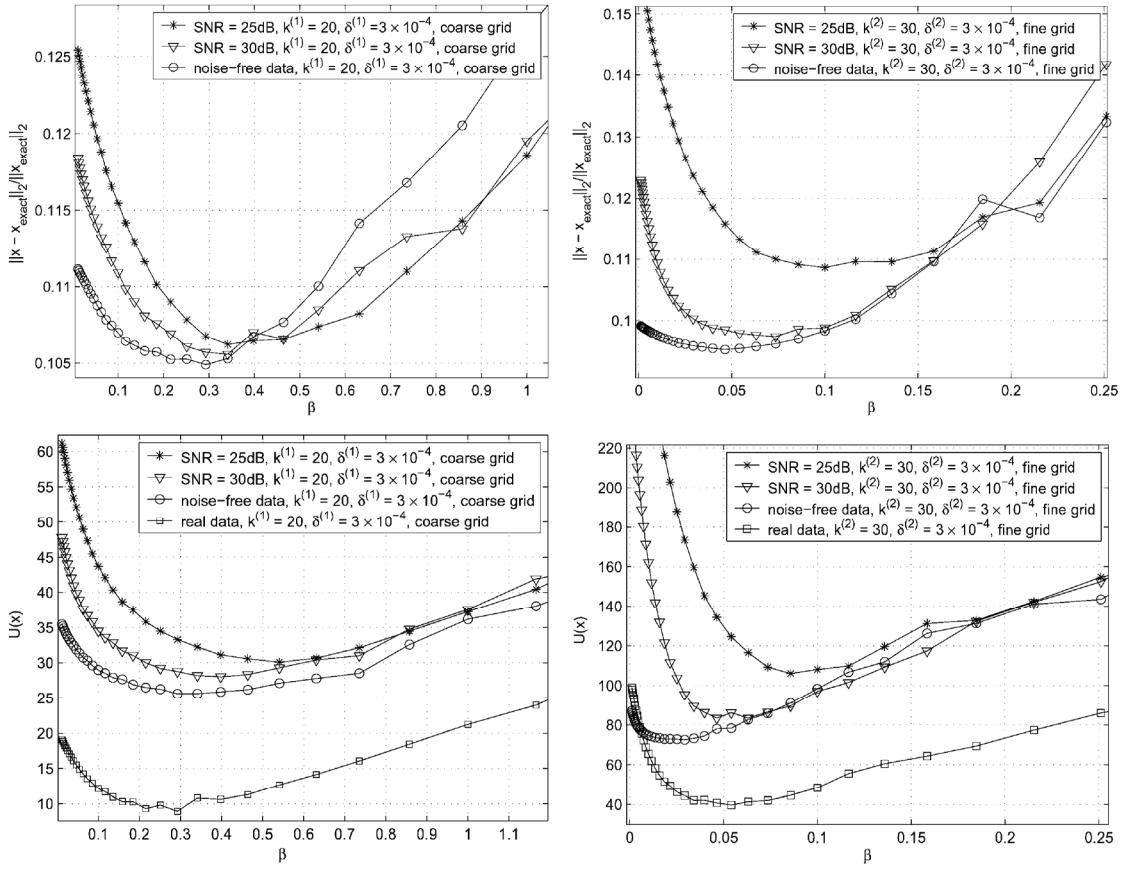 SNR = 25dB, k(1) = 20, δ(1) = 3 × 10−4, coarse grid
SNR = 30dB, k(1) = 20, δ(1) = 3 × 10−4, coarse grid
noise-free data, k(1) = 20, δ(1) = 3 × 10−4, coarse grid
0.125
0.12
0.115
0.11
0.105
||x − xexact||2/||xexact||2
0.1 0.2 0.3 0.4 0.5 0.6 0.7 0.8 0.9 1
β
SNR = 25dB, k(2) = 30, δ(2) = 3 × 10−4, fine grid
SNR = 30dB, k(2) = 30, δ(2) = 3 × 10−4, fine grid
noise-free data, k(2) = 30, δ(2) = 3 × 10−4, fine grid
0.15
0.14
0.13
0.12
0.11
0.1
||x − xexact||2/||xexact||2
0 0.05 0.1 0.15 0.2 0.25
β
SNR = 25dB, k(1) = 20, δ(1) = 3 × 10−4, coarse grid
SNR = 30dB, k(1) = 20, δ(1) = 3 × 10−4, coarse grid
noise-free data, k(1) = 20, δ(1) = 3 × 10−4, coarse grid
real data, k(1) = 20, δ(1) = 3 × 10−4, coarse grid
60
55
50
45
40
35
30
25
20
15
10
U(x)
0.1 0.2 0.3 0.4 0.5 0.6 0.7 0.8 0.9 1 1.1
β
SNR = 25dB, k(2) = 30, δ(2) = 3 × 10−4, fine grid
SNR = 30dB, k(2) = 30, δ(2) = 3 × 10−4, fine grid
noise-free data, k(2) = 30, δ(2) = 3 × 10−4, fine grid
real data, k(2) = 30, δ(2) = 3 × 10−4, fine grid
220
200
180
160
140
120
100
80
60
40
U(x)
0 0.05 0.1 0.15 0.2 0.25
β